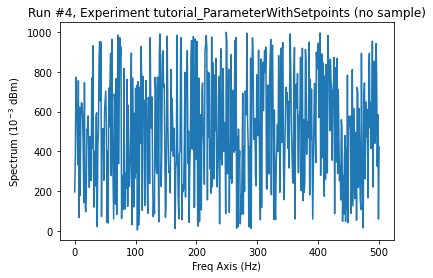 Run #4, Experiment tutorial_ParameterWithSetpoints (no sample)
1000
800
600
400
200
0
Spectrum (10⁻³ dBm)
0 100 200 300 400 500
Freq Axis (Hz)